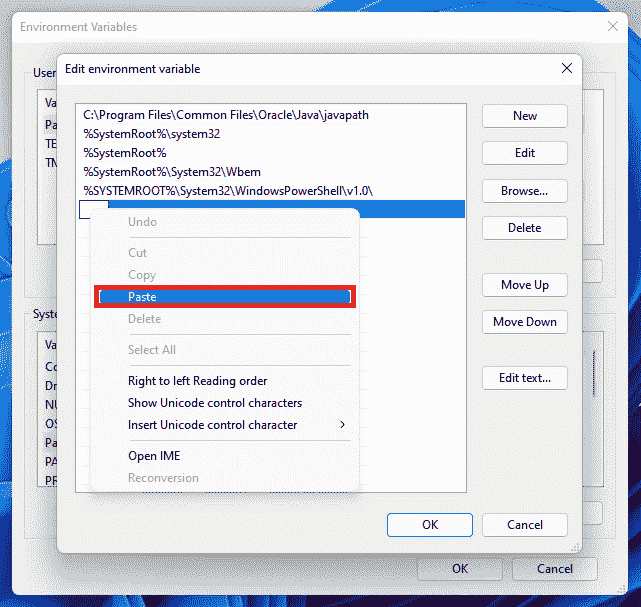 Environment Variables
Edit environment variable
User
Va
Pa
TE
TM
C:\Program Files\Common Files\Oracle\Java\javapath
%SystemRoot%\system32
%SystemRoot%
%SystemRoot%\System32\Wbem
%SYSTEMROOT%\System32\WindowsPowerShell\v1.0\
New
Edit
Browse...
Delete
Move Up
Move Down
Edit text...
Undo
Cut
Copy
Paste
Delete
Select All
Right to left Reading order
Show Unicode control characters
Insert Unicode control character
Open IME
Reconversion
Syste
Va
Co
Dr
NU
OS
Pa
PA
PR
OK
Cancel
OK
Cancel